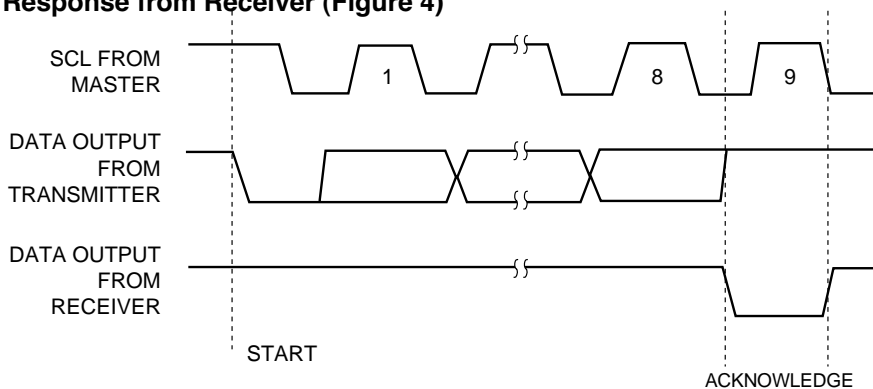 Response from Receiver (Figure 4)
SCL FROM
MASTER
1
8
9
DATA OUTPUT
FROM
TRANSMITTER
DATA OUTPUT
FROM
RECEIVER
START
ACKNOWLEDGE